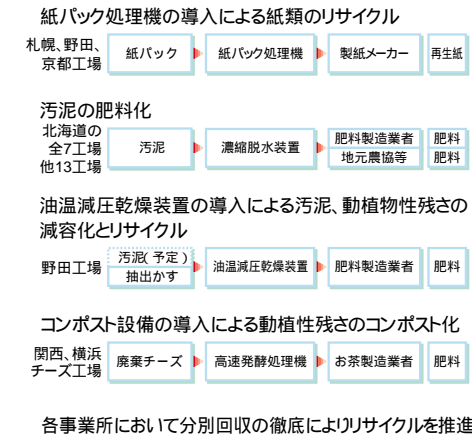 紙パック処理機の導入による紙類のリサイクル
札幌、野田、
京都工場
紙パック
紙パック処理機
製紙メーカー
再生紙
汚泥の肥料化
北海道の
全7工場
他13工場
汚泥
濃縮脱水装置
肥料製造業者
肥料
地元農協等
肥料
油温減圧乾燥装置の導入による汚泥、動植物性残さの
減容化とリサイクル
野田工場
汚泥(予定)
抽出かす
油温減圧乾燥装置
肥料製造業者
肥料
コンポスト設備の導入による動植性残さのコンポスト化
関西、横浜
チーズ工場
廃棄チーズ
高速発酵処理機
お茶製造業者
肥料
各事業所において分別回収の徹底によりリサイクルを推進